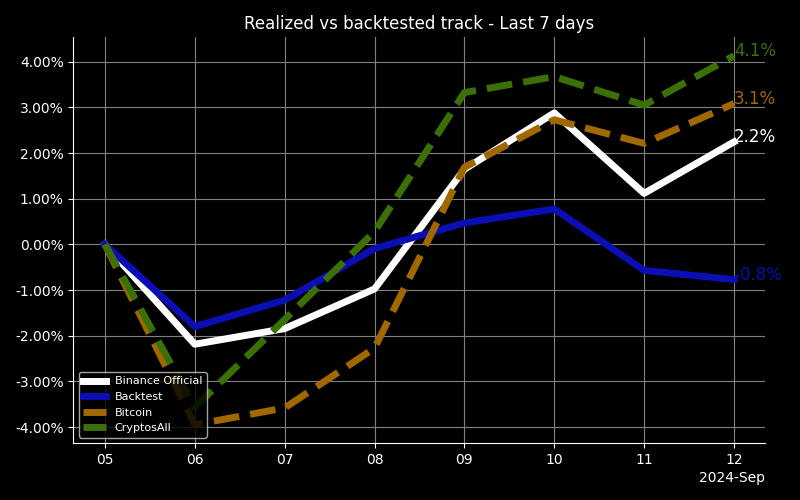 Realized vs backtested track - Last 7 days
4.1%
4.00%
3.1%
3.00%
2.2%
2.00%
1.00%
0.00%
-0.8%
-1.00%
-2.00%
-3.00%
-4.00%
Binance Official
Backtest
Bitcoin
CryptosAll
05 06 07 08 09 10 11 12
2024-Sep